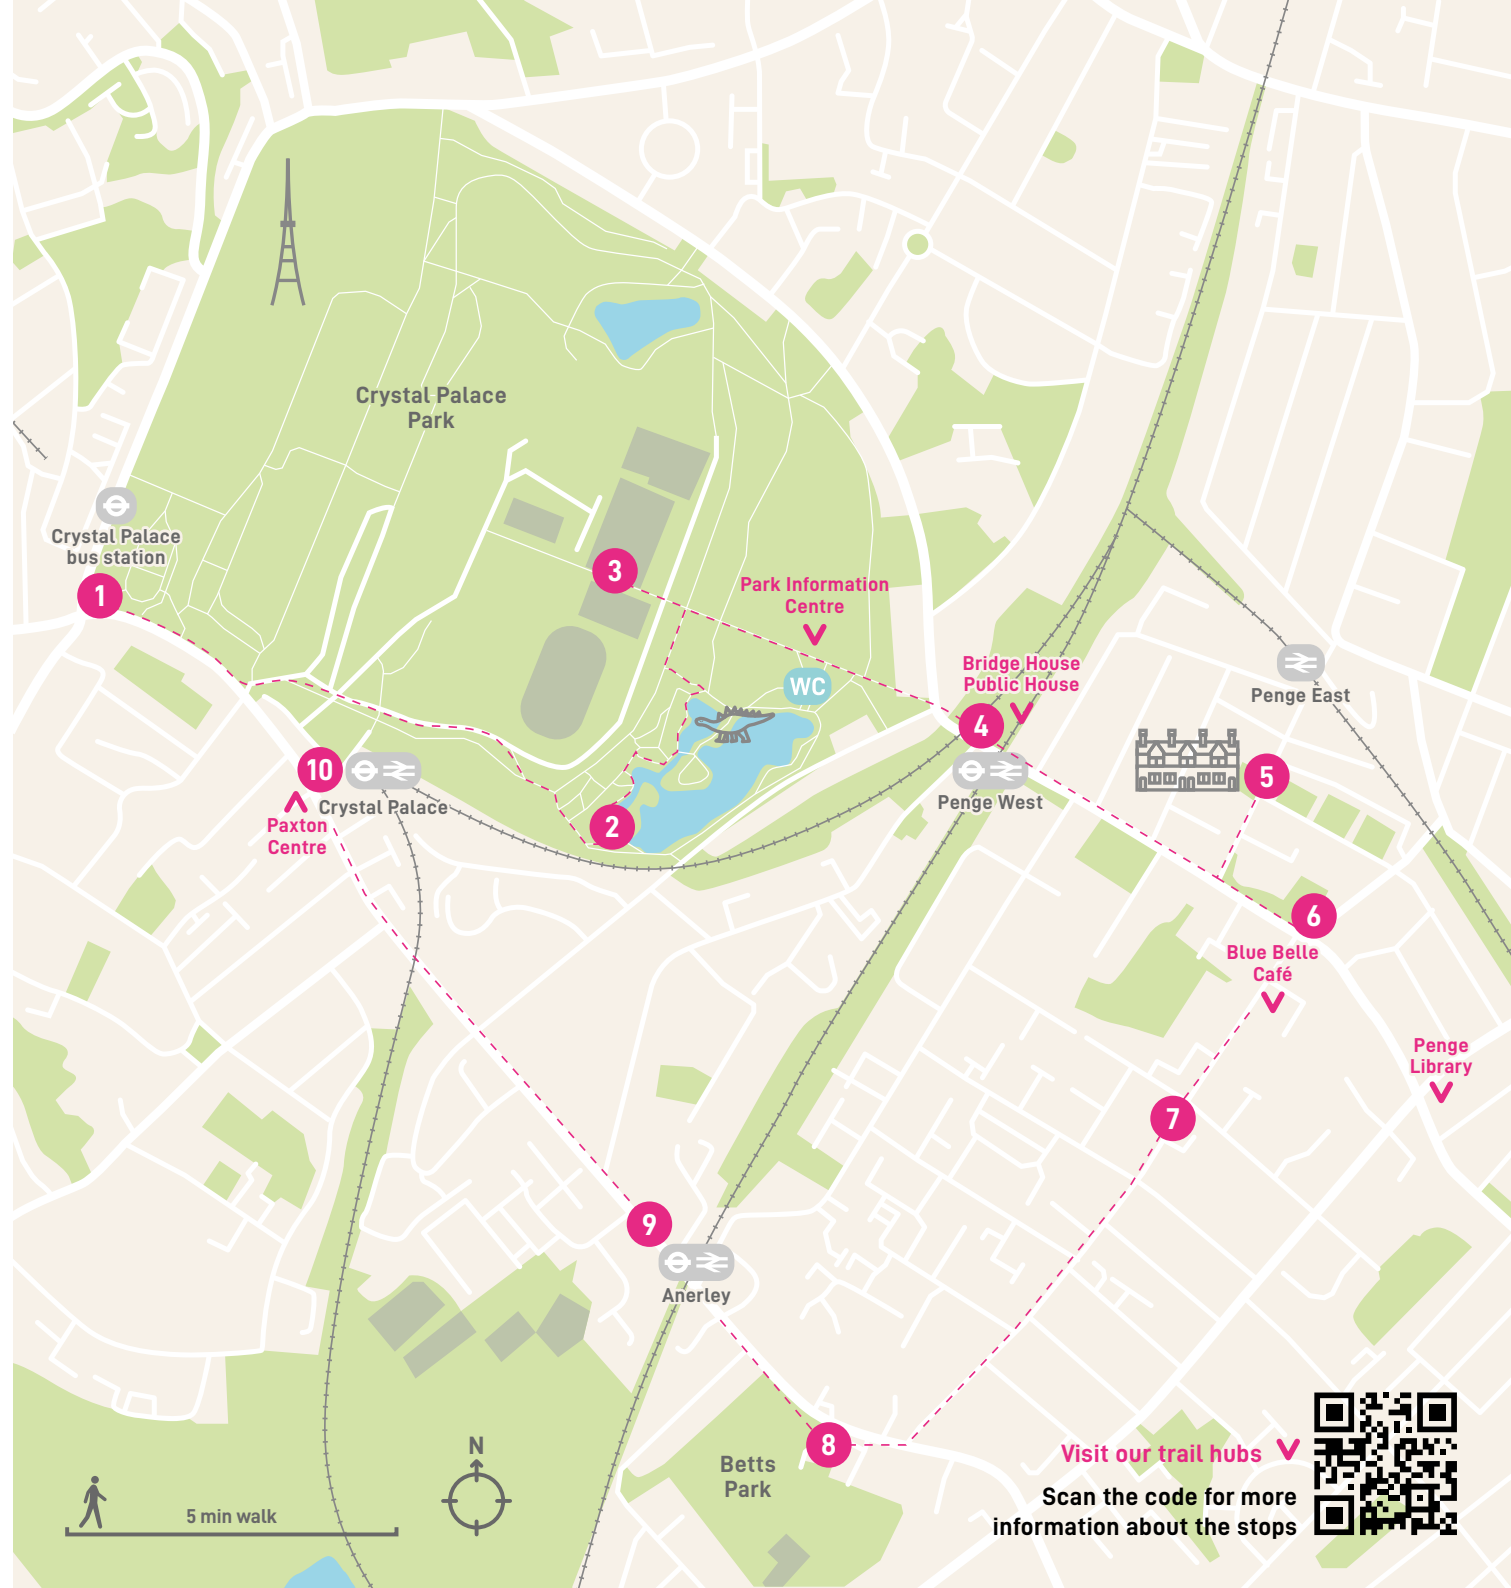 Crystal Palace
Park
Crystal Palace
bus station
1
3
Park Information
Centre
WC
Bridge House
Public House
4
Penge West
Penge East
5
10
Crystal Palace
Paxton
Centre
2
6
Blue Belle
Café
Penge
Library
7
9
Anerley
8
Betts
Park
N
5 min walk
Visit our trail hubs
Scan the code for more
information about the stops